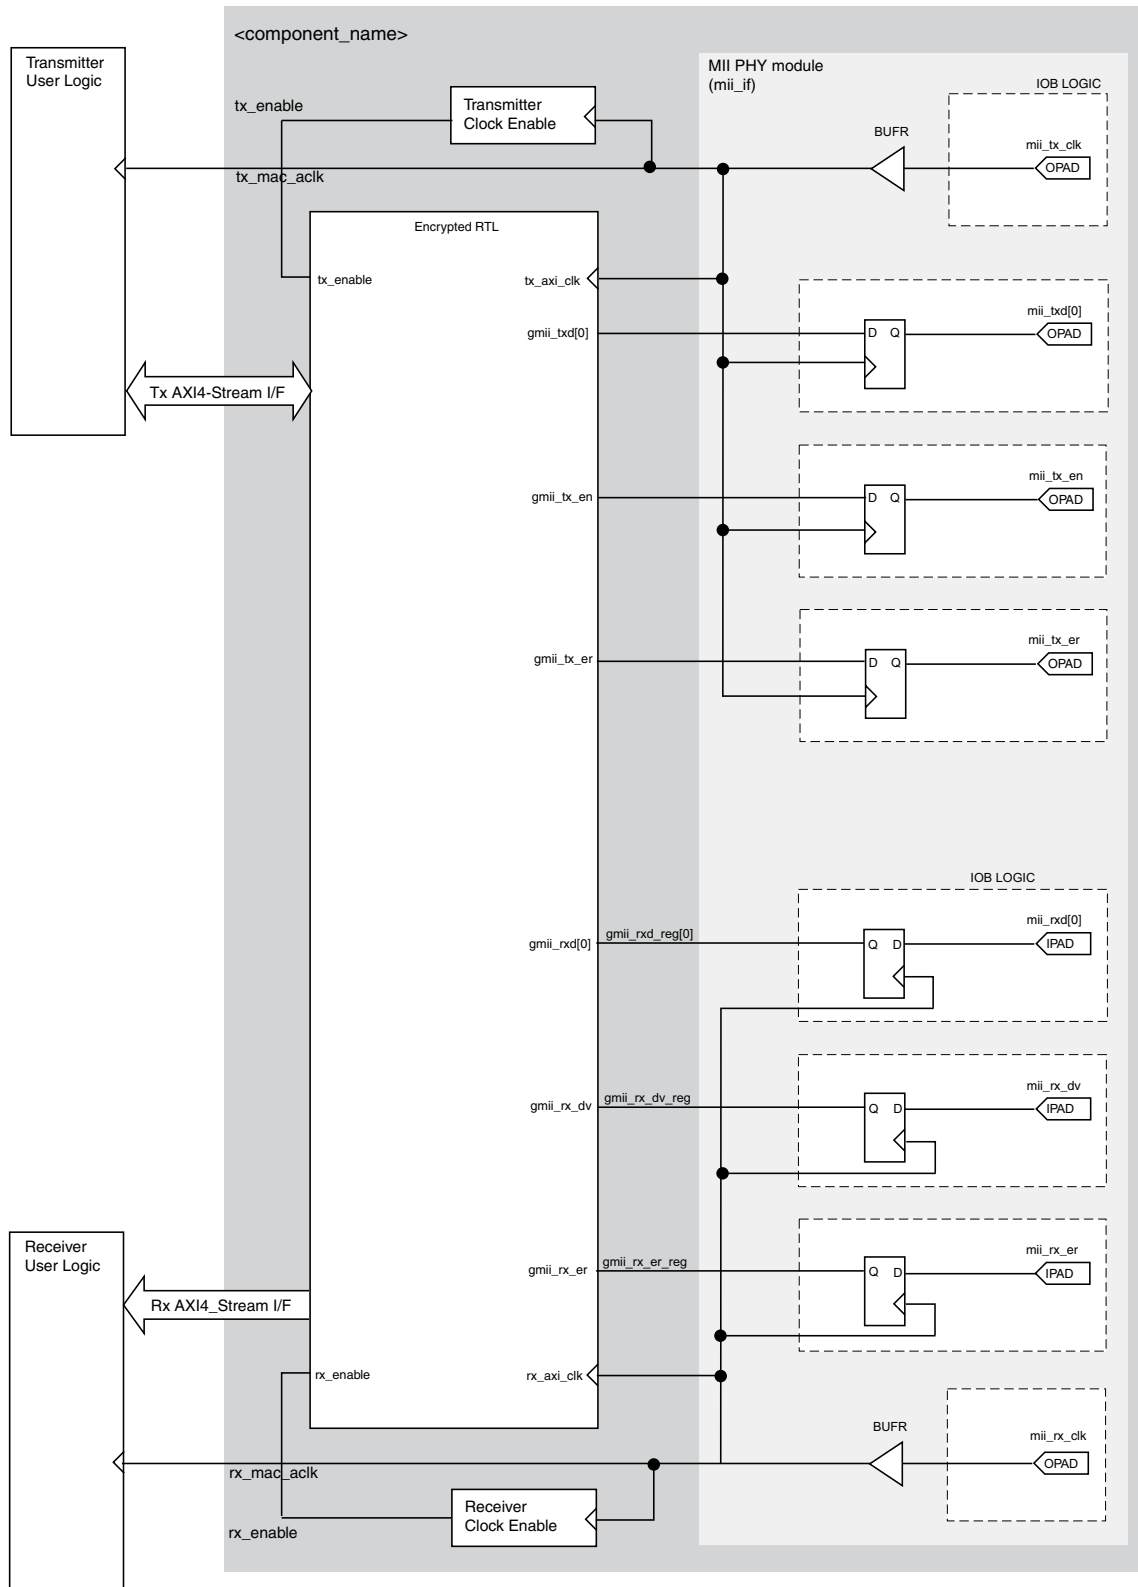 <component_name>
Transmitter
User Logic
MII PHY module
(mii_if)
IOB LOGIC
tx_enable
Transmitter
Clock Enable
BUFR
mii_tx_clk
OPAD
tx_mac_aclk
Encrypted RTL
tx_enable
tx_axi_clk
mii_txd[0]
gmii_txd[0]
D Q
OPAD
Tx AXI4-Stream I/F
mii_tx_en
gmii_tx_en
D Q
OPAD
mii_tx_er
gmii_tx_er
D Q
OPAD
IOB LOGIC
mii_rxd[0]
gmii_rxd[0]
gmii_rxd_reg[0]
Q D
IPAD
mii_rx_dv
gmii_rx_dv
gmii_rx_dv_reg
Q D
IPAD
Receiver
User Logic
mii_rx_er
gmii_rx_er
gmii_rx_er_reg
Q D
IPAD
Rx AXI4_Stream I/F
rx_enable
rx_axi_clk
BUFR
mii_rx_clk
OPAD
rx_mac_aclk
Receiver
Clock Enable
rx_enable